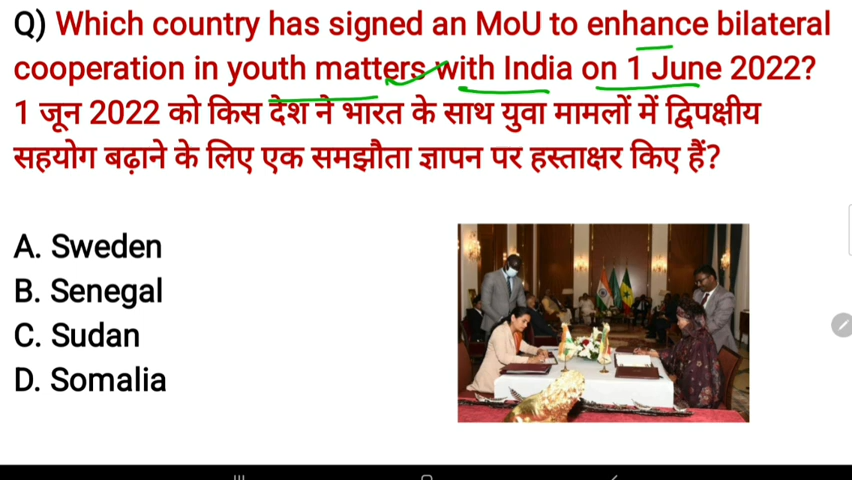 Q) Which country has signed an MoU to enhance bilateral
cooperation in youth matters with India on 1 June 2022?
1 जून 2022 को किस देश ने भारत के साथ युवा मामलों में द्विपक्षीय
सहयोग बढ़ाने के लिए एक समझौता ज्ञापन पर हस्ताक्षर किए हैं?
A. Sweden
B. Senegal
C. Sudan
D. Somalia